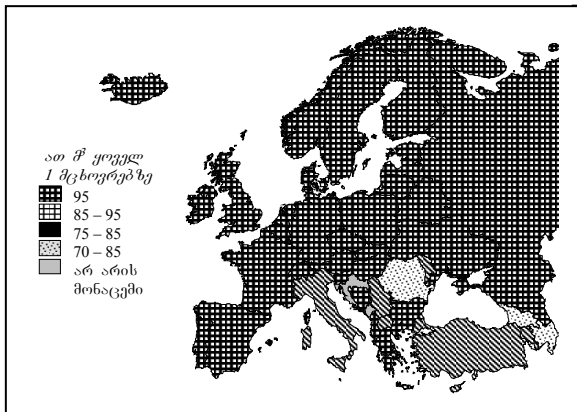 ათ მ³ ყოველ
1 მცხოვრებზე
95
85 – 95
75 – 85
70 – 85
არ არის
მონაცემი